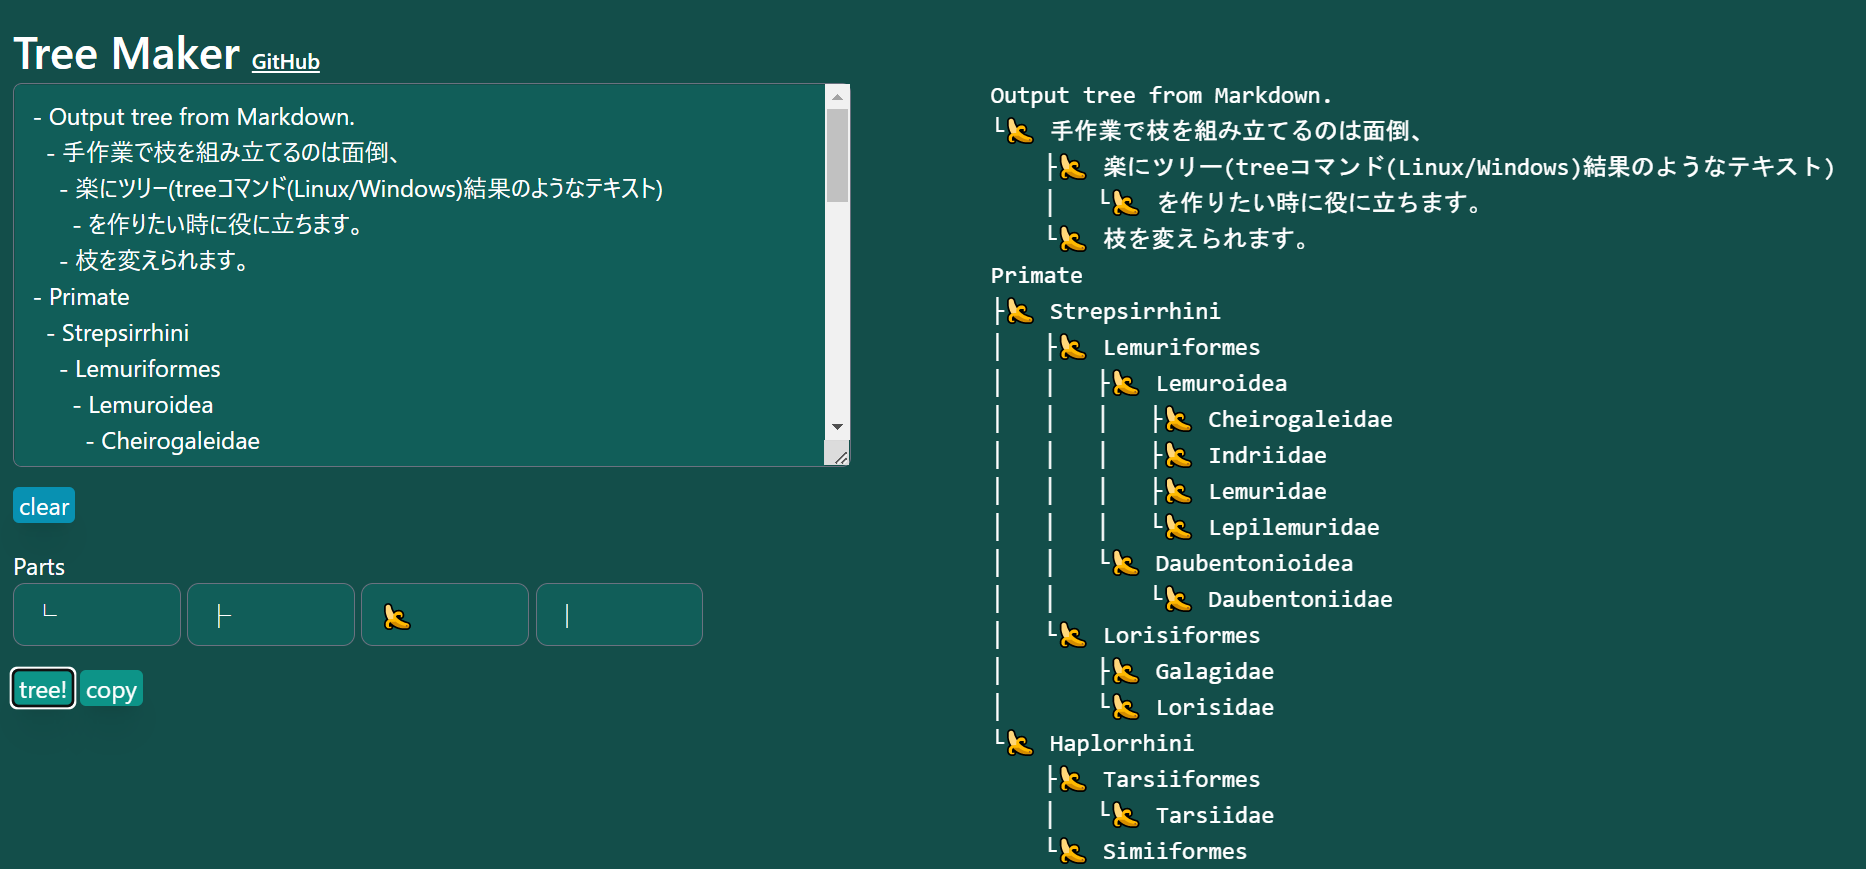 Tree Maker GitHub
- Output tree from Markdown.
- 手作業で枝を組み立てるのは面倒、
- 楽にツリー(treeコマンド(Linux/Windows)結果のようなテキスト)
- を作りたい時に役に立ちます。
- 枝を変えられます。
- Primate
- Strepsirrhini
- Lemuriformes
- Lemuroidea
- Cheirogaleidae
clear
Parts
└ ├ 🍌 │
tree! copy
Output tree from Markdown.
└🍌 手作業で枝を組み立てるのは面倒、
    ├🍌 楽にツリー(treeコマンド(Linux/Windows)結果のようなテキスト)
    │   └🍌 を作りたい時に役に立ちます。
    └🍌 枝を変えられます。
Primate
├🍌 Strepsirrhini
│   ├🍌 Lemuriformes
│   │   ├🍌 Lemuroidea
│   │   │   ├🍌 Cheirogaleidae
│   │   │   ├🍌 Indriidae
│   │   │   ├🍌 Lemuridae
│   │   │   └🍌 Lepilemuridae
│   │   └🍌 Daubentonioidea
│   │       └🍌 Daubentoniidae
│   └🍌 Lorisiformes
│       ├🍌 Galagidae
│       └🍌 Lorisidae
└🍌 Haplorrhini
    ├🍌 Tarsiiformes
    │   └🍌 Tarsiidae
    └🍌 Simiiformes